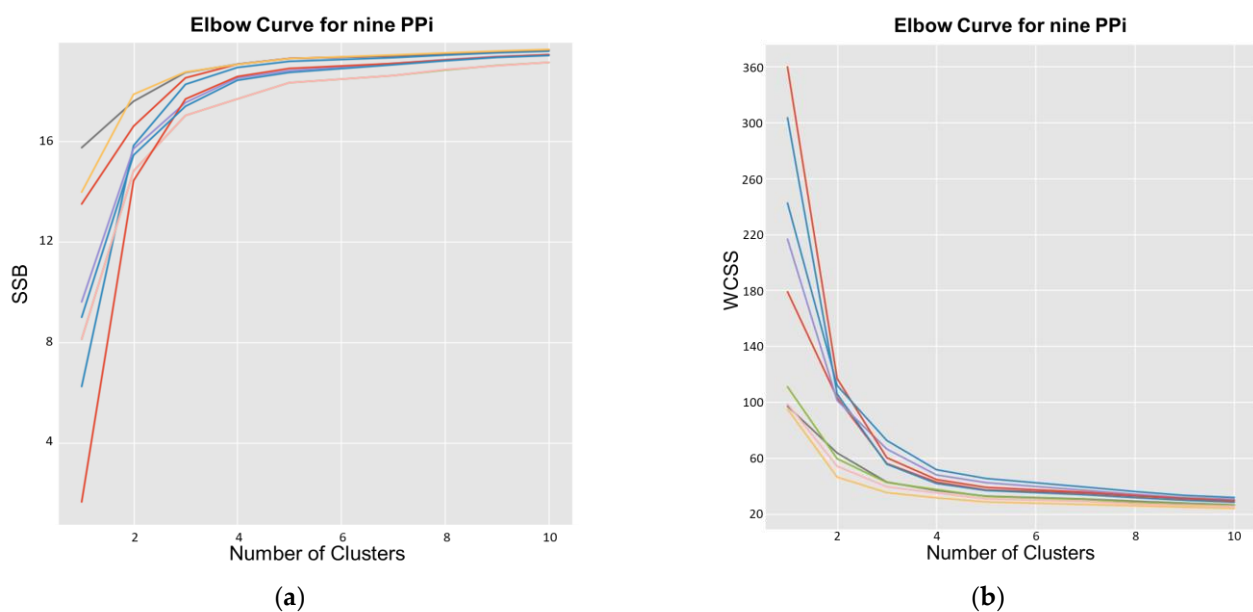 Elbow Curve for nine PPi
SSB
16
12
8
4
2
4
6
8
10
Number of Clusters
(a)
Elbow Curve for nine PPi
WCSS
360
300
260
220
180
140
100
60
20
2
4
6
8
10
Number of Clusters
(b)